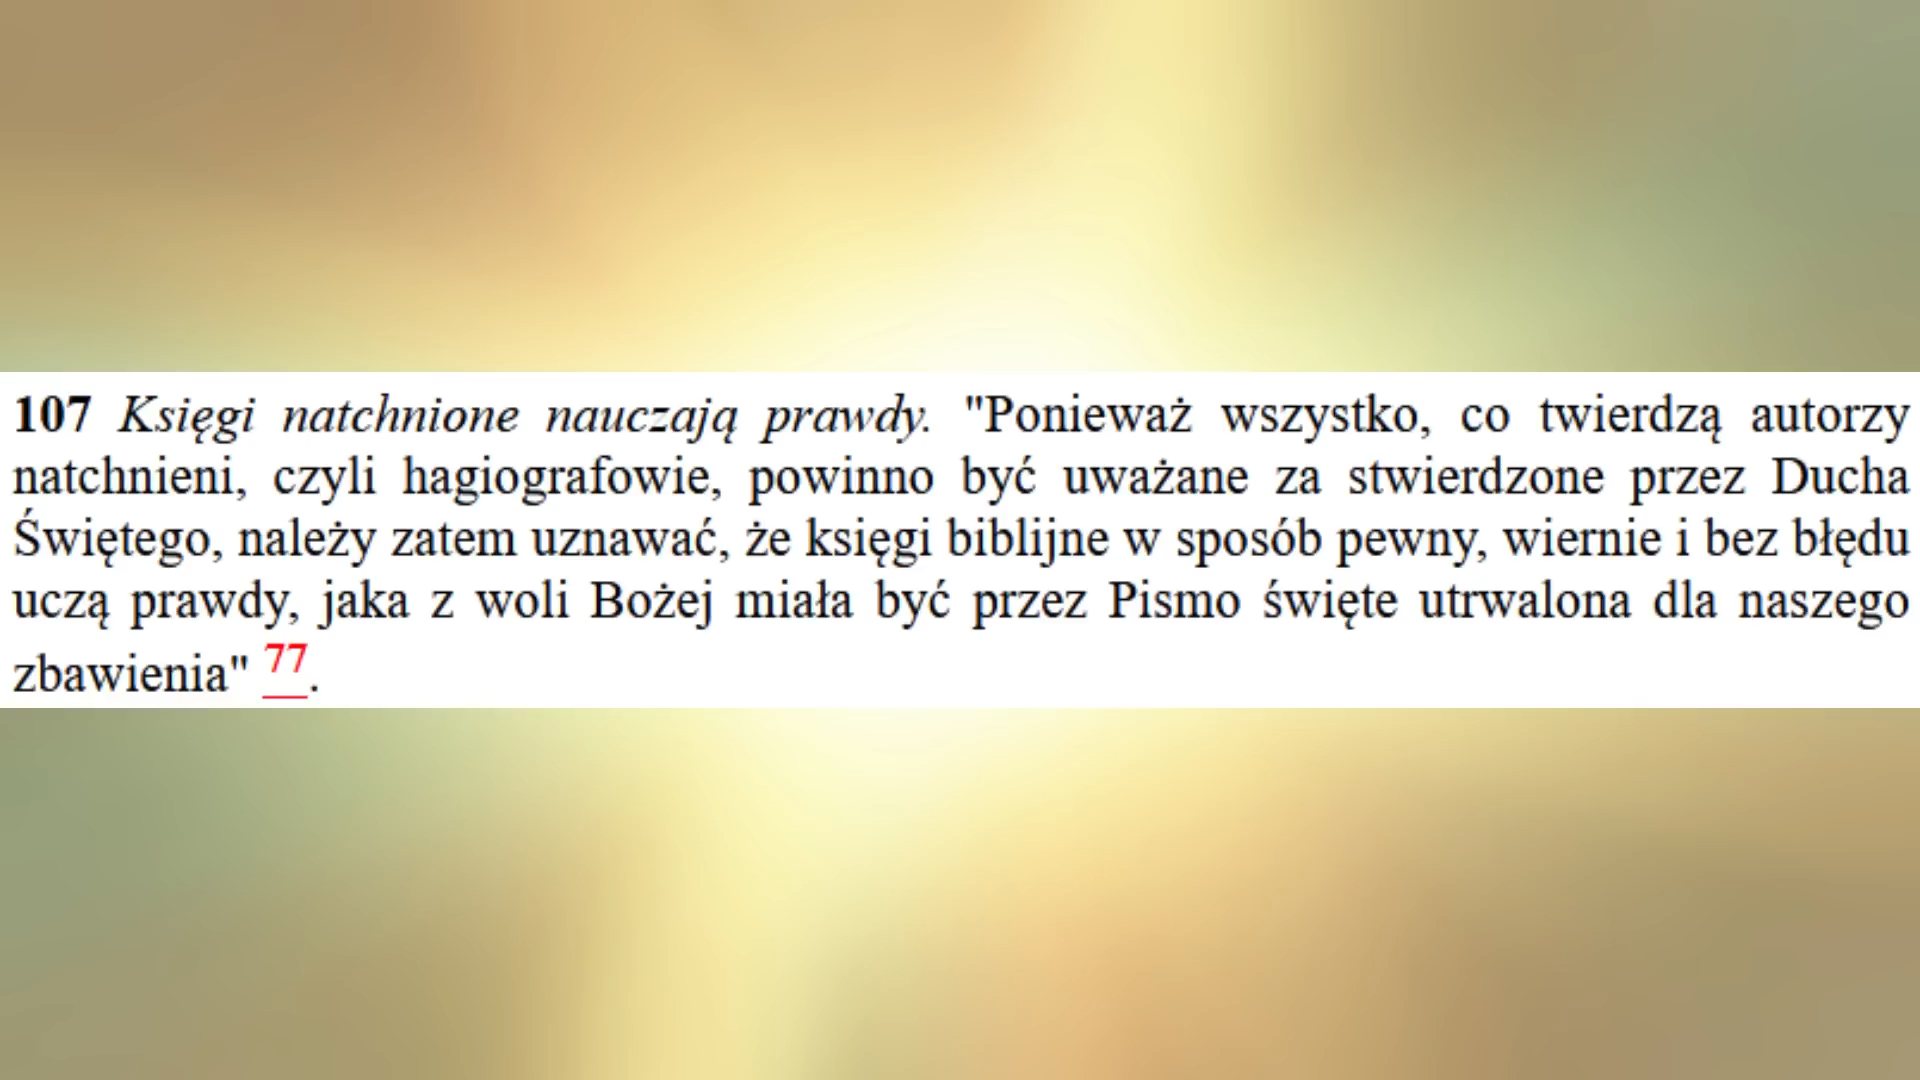 107 Księgi natchnione nauczają prawdy. "Ponieważ wszystko, co twierdzą autorzy
natchnieni, czyli hagiografowie, powinno być uważane za stwierdzone przez Ducha
Świętego, należy zatem uznawać, że księgi biblijne w sposób pewny, wiernie i bez błędu
uczą prawdy, jaka z woli Bożej miała być przez Pismo święte utrwalona dla naszego
zbawienia" 77.